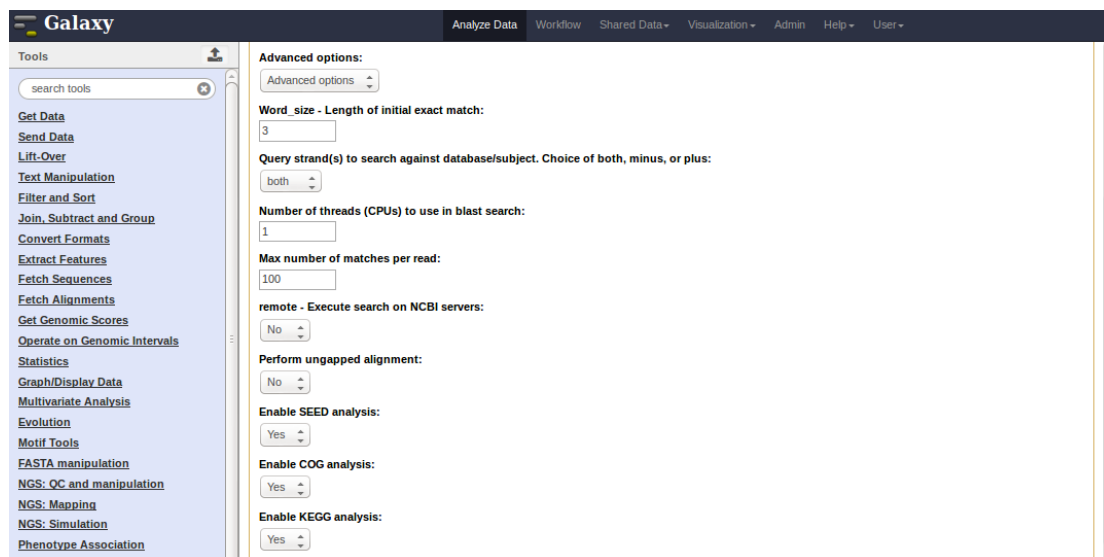 Galaxy
Analyze Data Workflow Shared Data Visualization Admin Help User
Tools
search tools
Get Data
Send Data
Lift-Over
Text Manipulation
Filter and Sort
Join, Subtract and Group
Convert Formats
Extract Features
Fetch Sequences
Fetch Alignments
Get Genomic Scores
Operate on Genomic Intervals
Statistics
Graph/Display Data
Multivariate Analysis
Evolution
Motif Tools
FASTA manipulation
NGS: QC and manipulation
NGS: Mapping
NGS: Simulation
Phenotype Association
Advanced options:
Advanced options
Word_size - Length of initial exact match:
3
Query strand(s) to search against database/subject. Choice of both, minus, or plus:
both
Number of threads (CPUs) to use in blast search:
1
Max number of matches per read:
100
remote - Execute search on NCBI servers:
No
Perform ungapped alignment:
No
Enable SEED analysis:
Yes
Enable COG analysis:
Yes
Enable KEGG analysis:
Yes